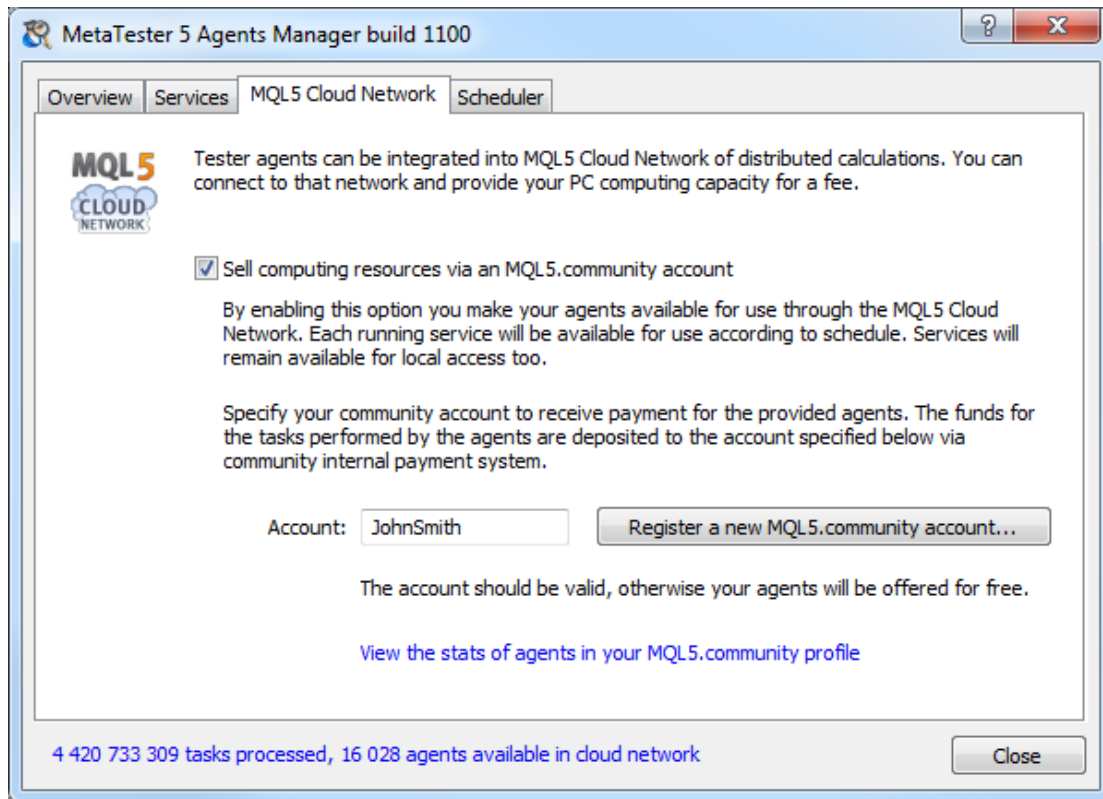 MetaTester 5 Agents Manager build 1100
?
Overview Services MQL5 Cloud Network Scheduler
MQL5
CLOUD
NETWORK
Tester agents can be integrated into MQL5 Cloud Network of distributed calculations. You can
connect to that network and provide your PC computing capacity for a fee.
Sell computing resources via an MQL5.community account
By enabling this option you make your agents available for use through the MQL5 Cloud
Network. Each running service will be available for use according to schedule. Services will
remain available for local access too.
Specify your community account to receive payment for the provided agents. The funds for
the tasks performed by the agents are deposited to the account specified below via
community internal payment system.
Account: JohnSmith Register a new MQL5.community account...
The account should be valid, otherwise your agents will be offered for free.
View the stats of agents in your MQL5.community profile
4 420 733 309 tasks processed, 16 028 agents available in cloud network Close